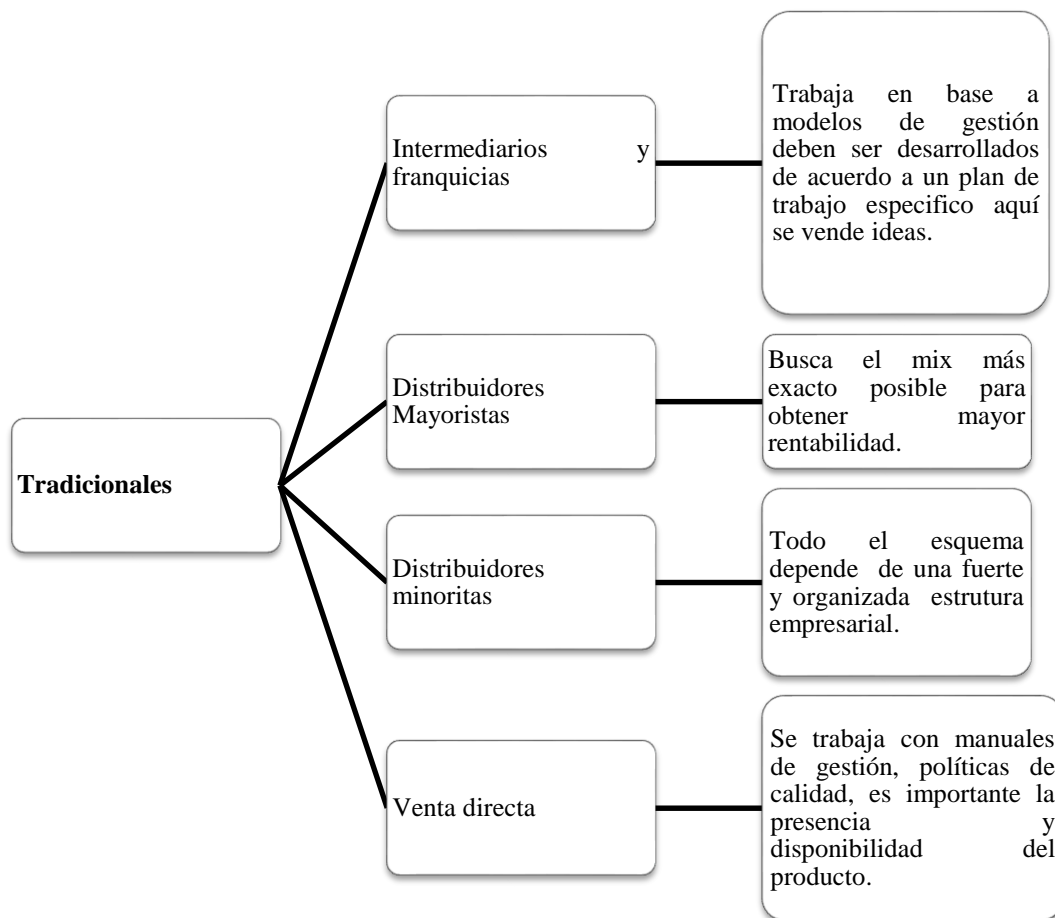 Tradicionales
Intermediarios y
franquicias
Trabaja en base a
modelos de gestión
deben ser desarrollados
de acuerdo a un plan de
trabajo especifico aquí
se vende ideas.
Distribuidores
Mayoristas
Busca el mix más
exacto posible para
obtener mayor
rentabilidad.
Distribuidores
minoritas
Todo el esquema
depende de una fuerte
y organizada estrutura
empresarial.
Venta directa
Se trabaja con manuales
de gestión, políticas de
calidad, es importante la
presencia y
disponibilidad del
producto.